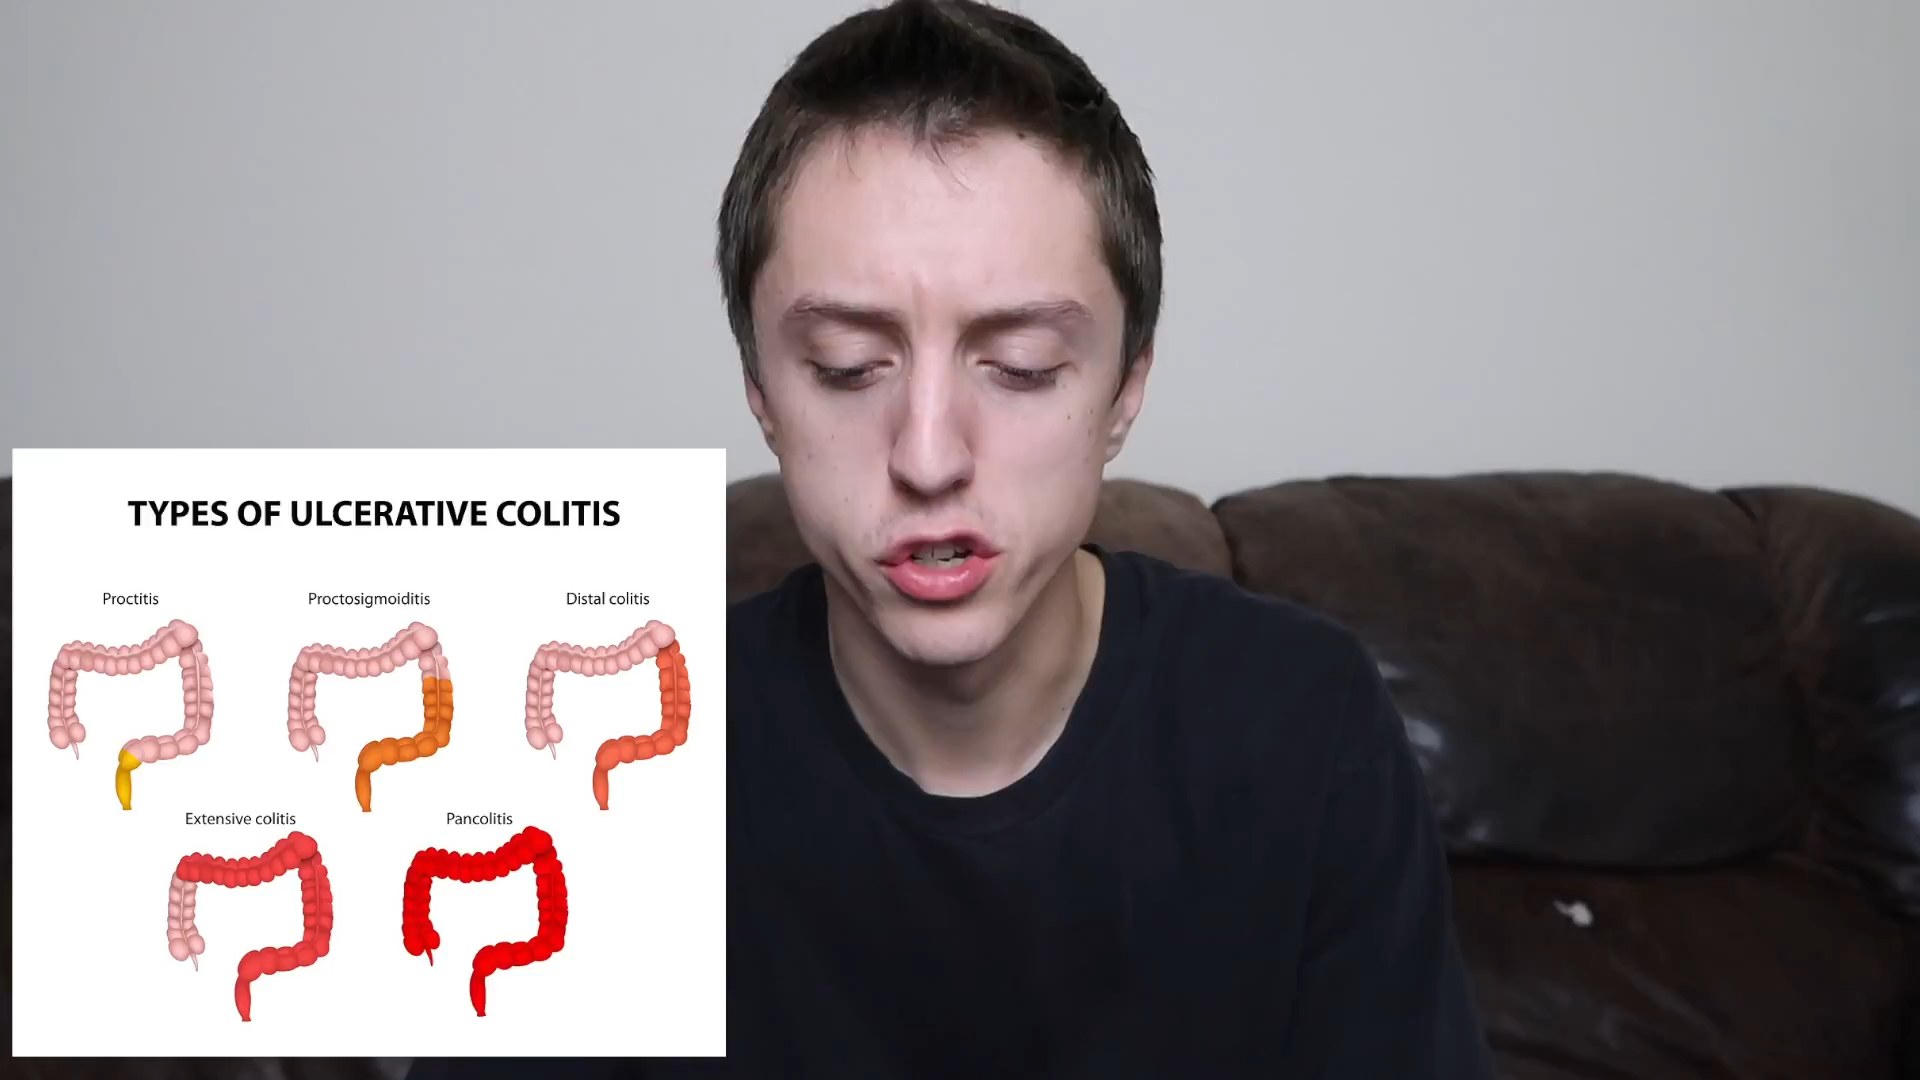 TYPES OF ULCERATIVE COLITIS
Proctitis
Proctosigmoiditis
Distal colitis
Extensive colitis
Pancolitis